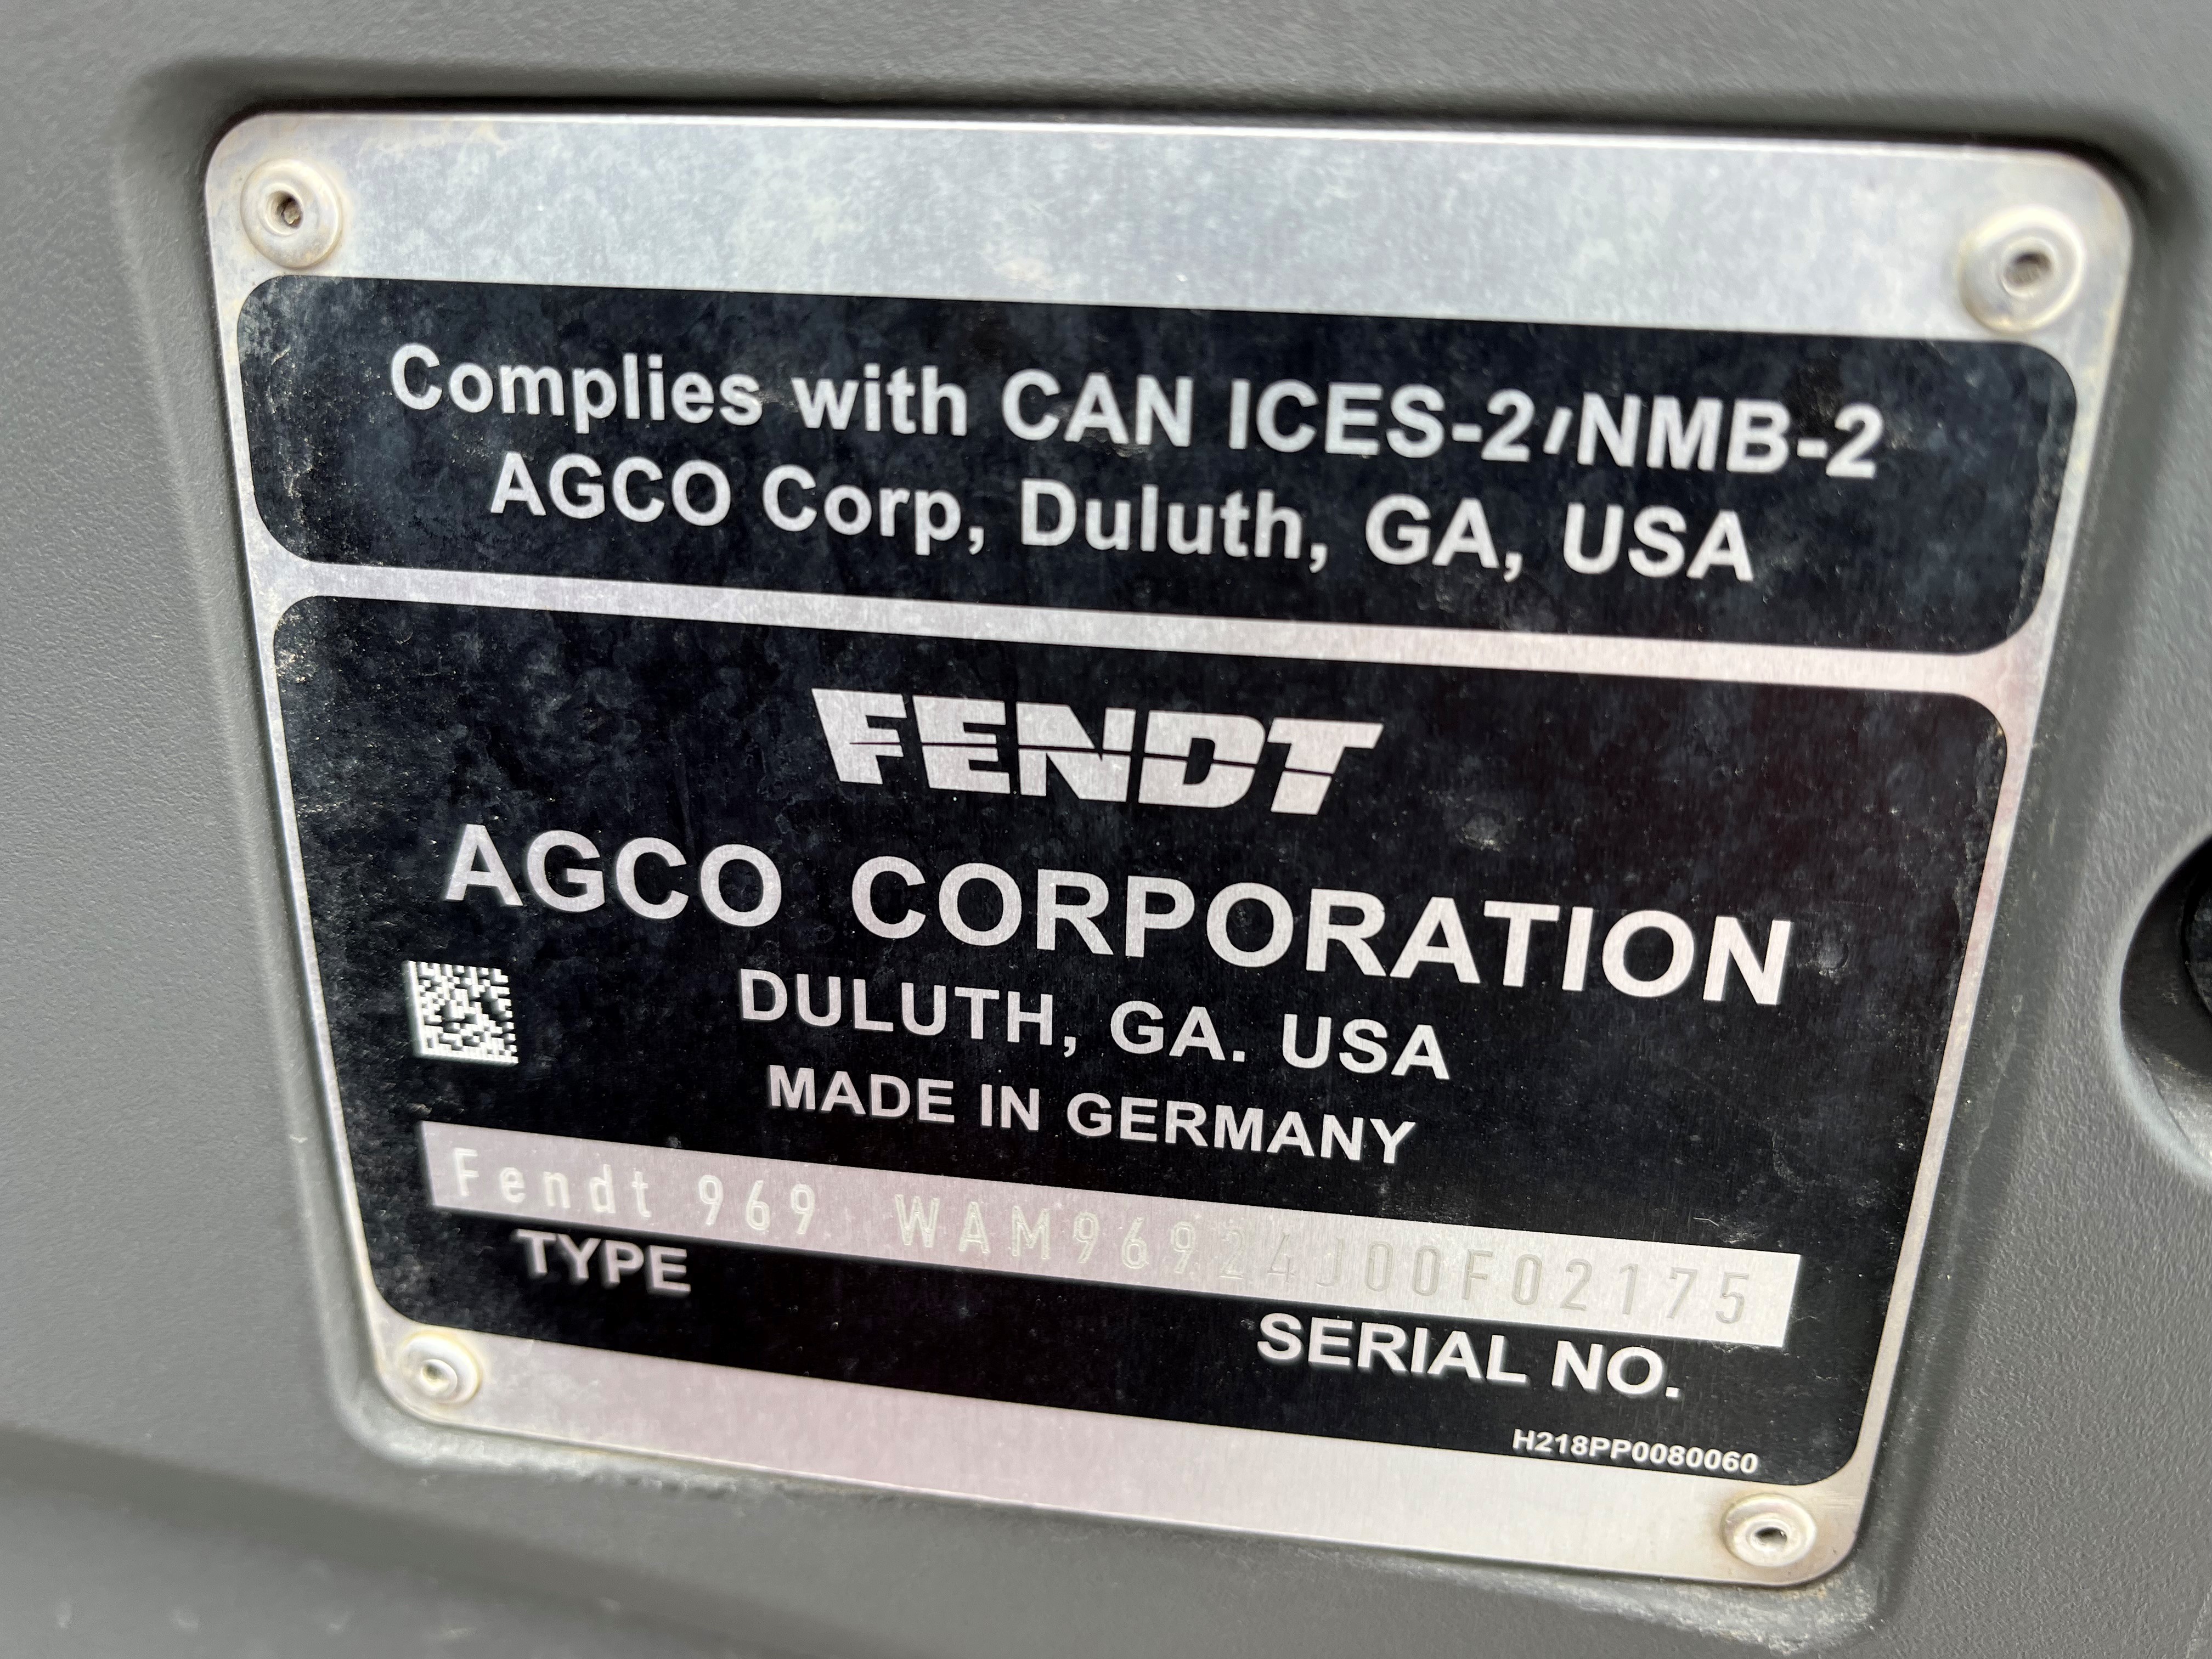 Complies with CAN ICES-2/NMB-2
AGCO Corp, Duluth, GA, USA
FENDT
AGCO CORPORATION
DULUTH, GA. USA
MADE IN GERMANY
Fendt 969 WAM96924J00F02175
TYPE SERIAL NO.
H218PP0080060